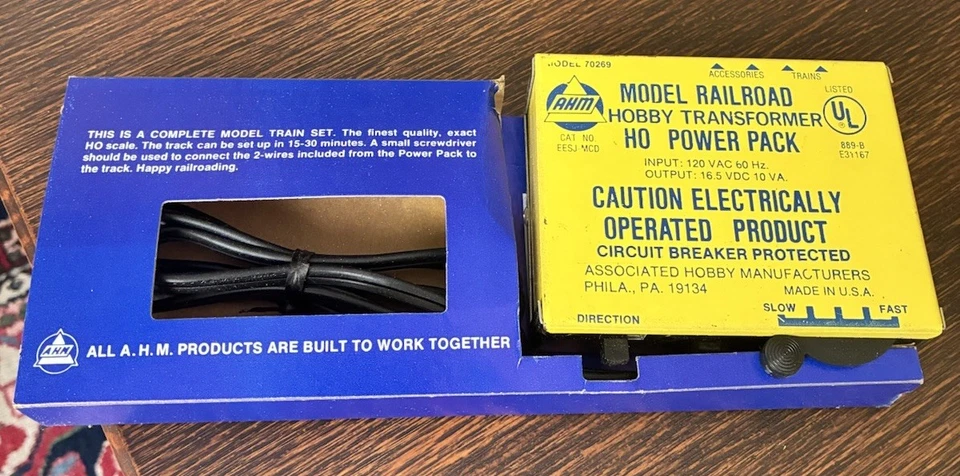 THIS IS A COMPLETE MODEL TRAIN SET. The finest quality, exact
HO scale. The track can be set up in 15-30 minutes. A small screwdriver
should be used to connect the 2-wires included from the Power Pack to
the track. Happy railroading.
AHM
ALL A.H.M. PRODUCTS ARE BUILT TO WORK TOGETHER
MODEL 70269
ACCESSORIES TRAINS
AHM
MODEL RAILROAD
HOBBY TRANSFORMER
HO POWER PACK
LISTED
UL
889-B
E31167
CAT NO
EESJ-MCD
INPUT: 120 VAC 60 Hz.
OUTPUT: 16.5 VDC 10 VA.
CAUTION ELECTRICALLY
OPERATED PRODUCT
CIRCUIT BREAKER PROTECTED
ASSOCIATED HOBBY MANUFACTURERS
PHILA., PA. 19134
MADE IN U.S.A.
DIRECTION
SLOW FAST